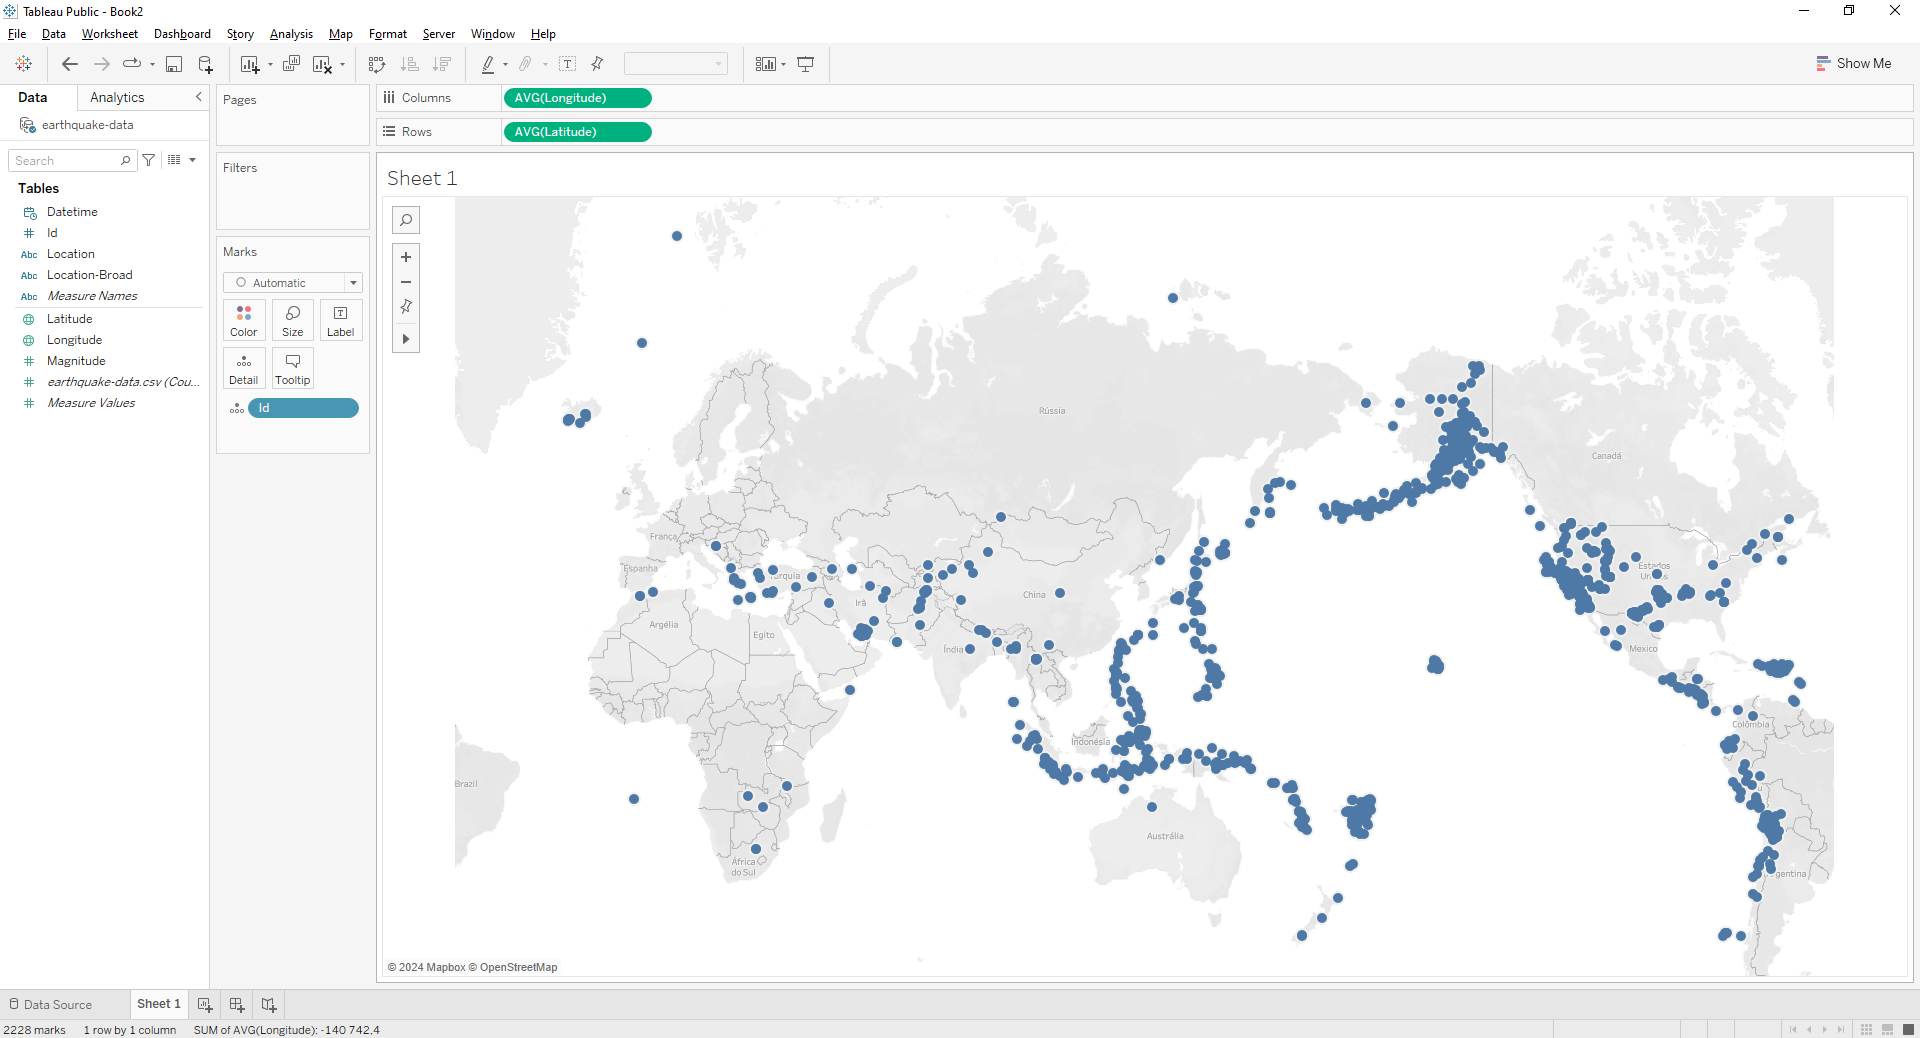 Tableau Public - Book2
File Data Worksheet Dashboard Story Analysis Map Format Server Window Help
Show Me
Data Analytics
earthquake-data
Search
Tables
Datetime
Id
Abc Location
Abc Location-Broad
Abc Measure Names
Latitude
Longitude
Magnitude
earthquake-data.csv (Cou...
Measure Values
Pages
Filters
Marks
Automatic
Color Size Label
Detail Tooltip
Id
Columns AVG(Longitude)
Rows AVG(Latitude)
Sheet 1
Rússia
Canadá
França
Espanha
Turquia
Estados
China
Irã
Argélia
Egito
Índia
Mexico
Colômbia
Indonésia
Brazil
Austrália
África
do Sul
gentina
© 2024 Mapbox © OpenStreetMap
Data Source Sheet 1
2228 marks 1 row by 1 column SUM of AVG(Longitude): -140 742,4